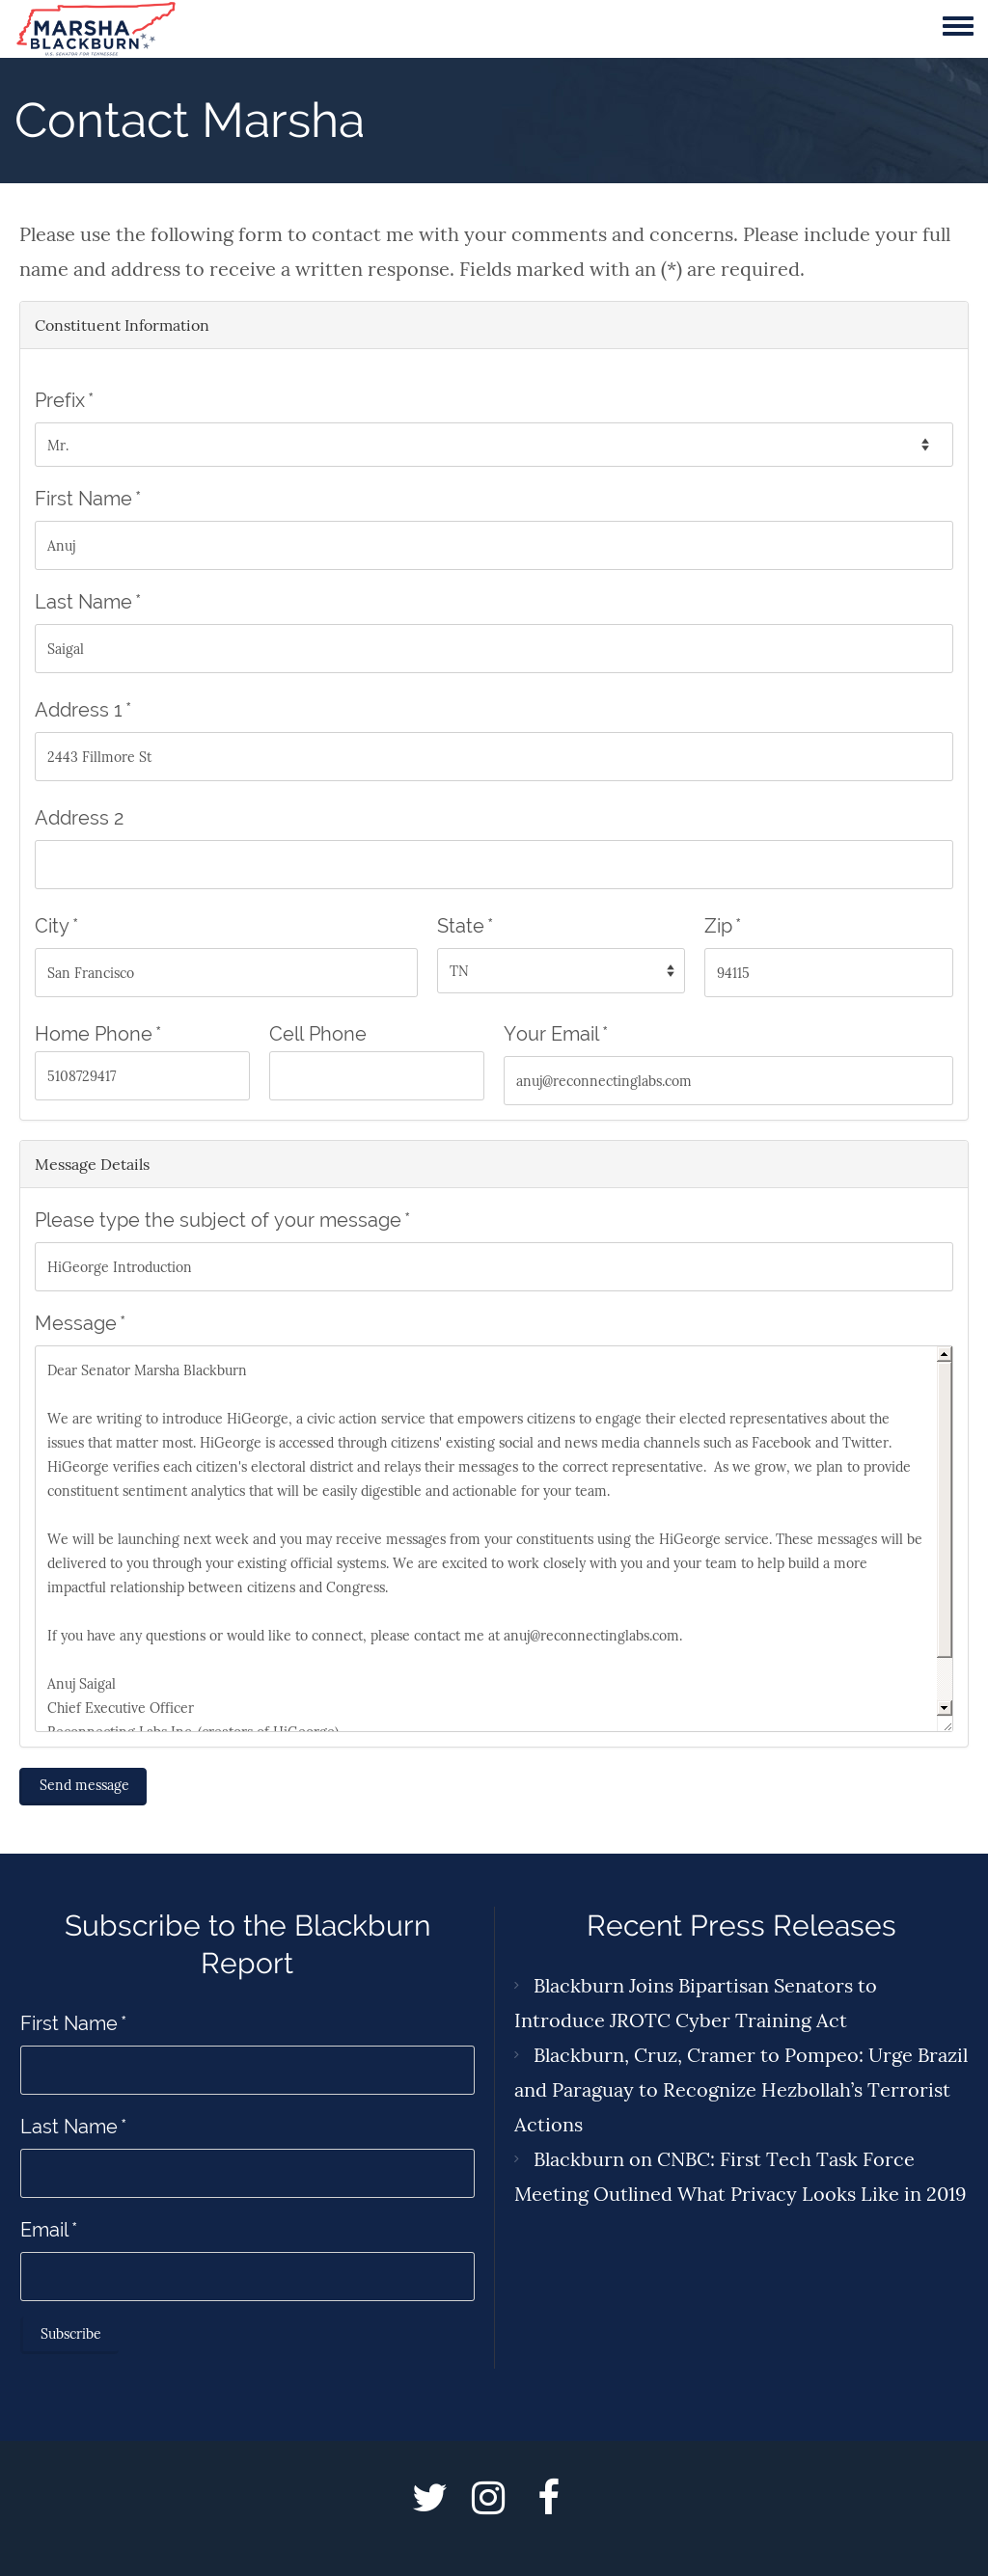 MARSHA
BLACKBURN
U.S. SENATOR FOR TENNESSEE
Contact Marsha
Please use the following form to contact me with your comments and concerns. Please include your full
name and address to receive a written response. Fields marked with an (*) are required.
Constituent Information
Prefix *
Mr.
First Name *
Anuj
Last Name *
Saigal
Address 1 *
2443 Fillmore St
Address 2
City * State * Zip *
San Francisco TN 94115
Home Phone * Cell Phone Your Email *
5108729417 anuj@reconnectinglabs.com
Message Details
Please type the subject of your message *
HiGeorge Introduction
Message *
Dear Senator Marsha Blackburn
We are writing to introduce HiGeorge, a civic action service that empowers citizens to engage their elected representatives about the
issues that matter most. HiGeorge is accessed through citizens' existing social and news media channels such as Facebook and Twitter.
HiGeorge verifies each citizen's electoral district and relays their messages to the correct representative.  As we grow, we plan to provide
constituent sentiment analytics that will be easily digestible and actionable for your team.
We will be launching next week and you may receive messages from your constituents using the HiGeorge service. These messages will be
delivered to you through your existing official systems. We are excited to work closely with you and your team to help build a more
impactful relationship between citizens and Congress.
If you have any questions or would like to connect, please contact me at anuj@reconnectinglabs.com.
Anuj Saigal
Chief Executive Officer
Reconnecting Labs Inc. (creators of HiGeorge)
Send message
Subscribe to the Blackburn
Report
First Name *
Last Name *
Email *
Subscribe
Recent Press Releases
Blackburn Joins Bipartisan Senators to
Introduce JROTC Cyber Training Act
Blackburn, Cruz, Cramer to Pompeo: Urge Brazil
and Paraguay to Recognize Hezbollah’s Terrorist
Actions
Blackburn on CNBC: First Tech Task Force
Meeting Outlined What Privacy Looks Like in 2019